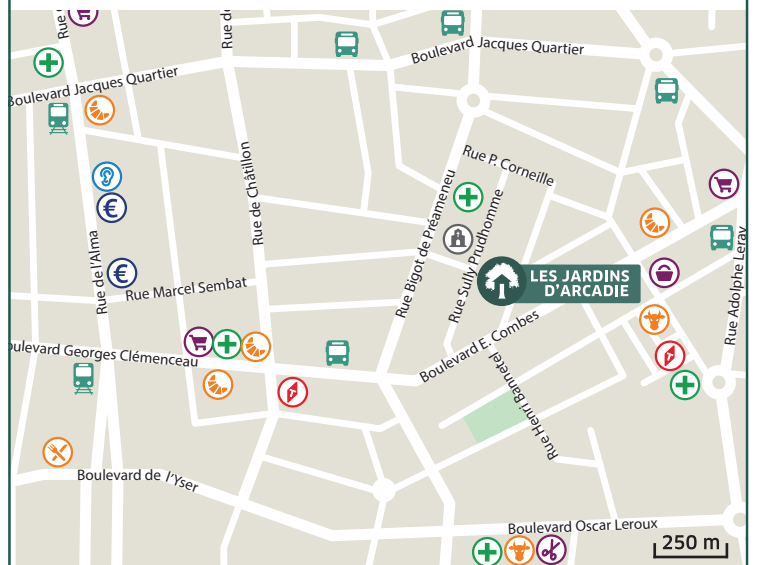 Boulevard Jacques Quartier
Boulevard Jacques Quartier
Rue P. Corneille
Rue de Châtillon
Rue Bigot de Préameneu
Rue Sully Prudhomme
Rue de l'Alma
€
€
Rue Marcel Sembat
LES JARDINS
D'ARCADIE
Rue Adolphe Leray
Boulevard E. Combes
oulevard Georges Clémenceau
Rue Henri Bannetel
Boulevard de l'Yser
Boulevard Oscar Leroux
250 m